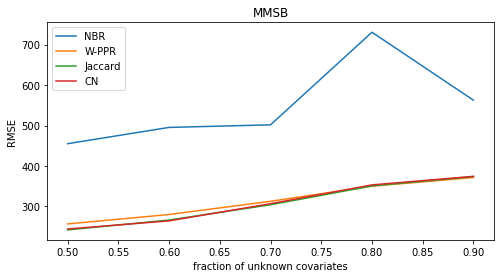 MMSB
NBR
W-PPR
Jaccard
CN
700
600
500
400
300
RMSE
0.50 0.55 0.60 0.65 0.70 0.75 0.80 0.85 0.90
fraction of unknown covariates